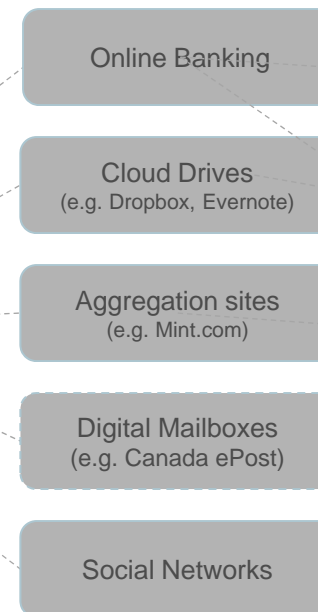 Online Banking
Cloud Drives
(e.g. Dropbox, Evernote)
Aggregation sites
(e.g. Mint.com)
Digital Mailboxes
(e.g. Canada ePost)
Social Networks